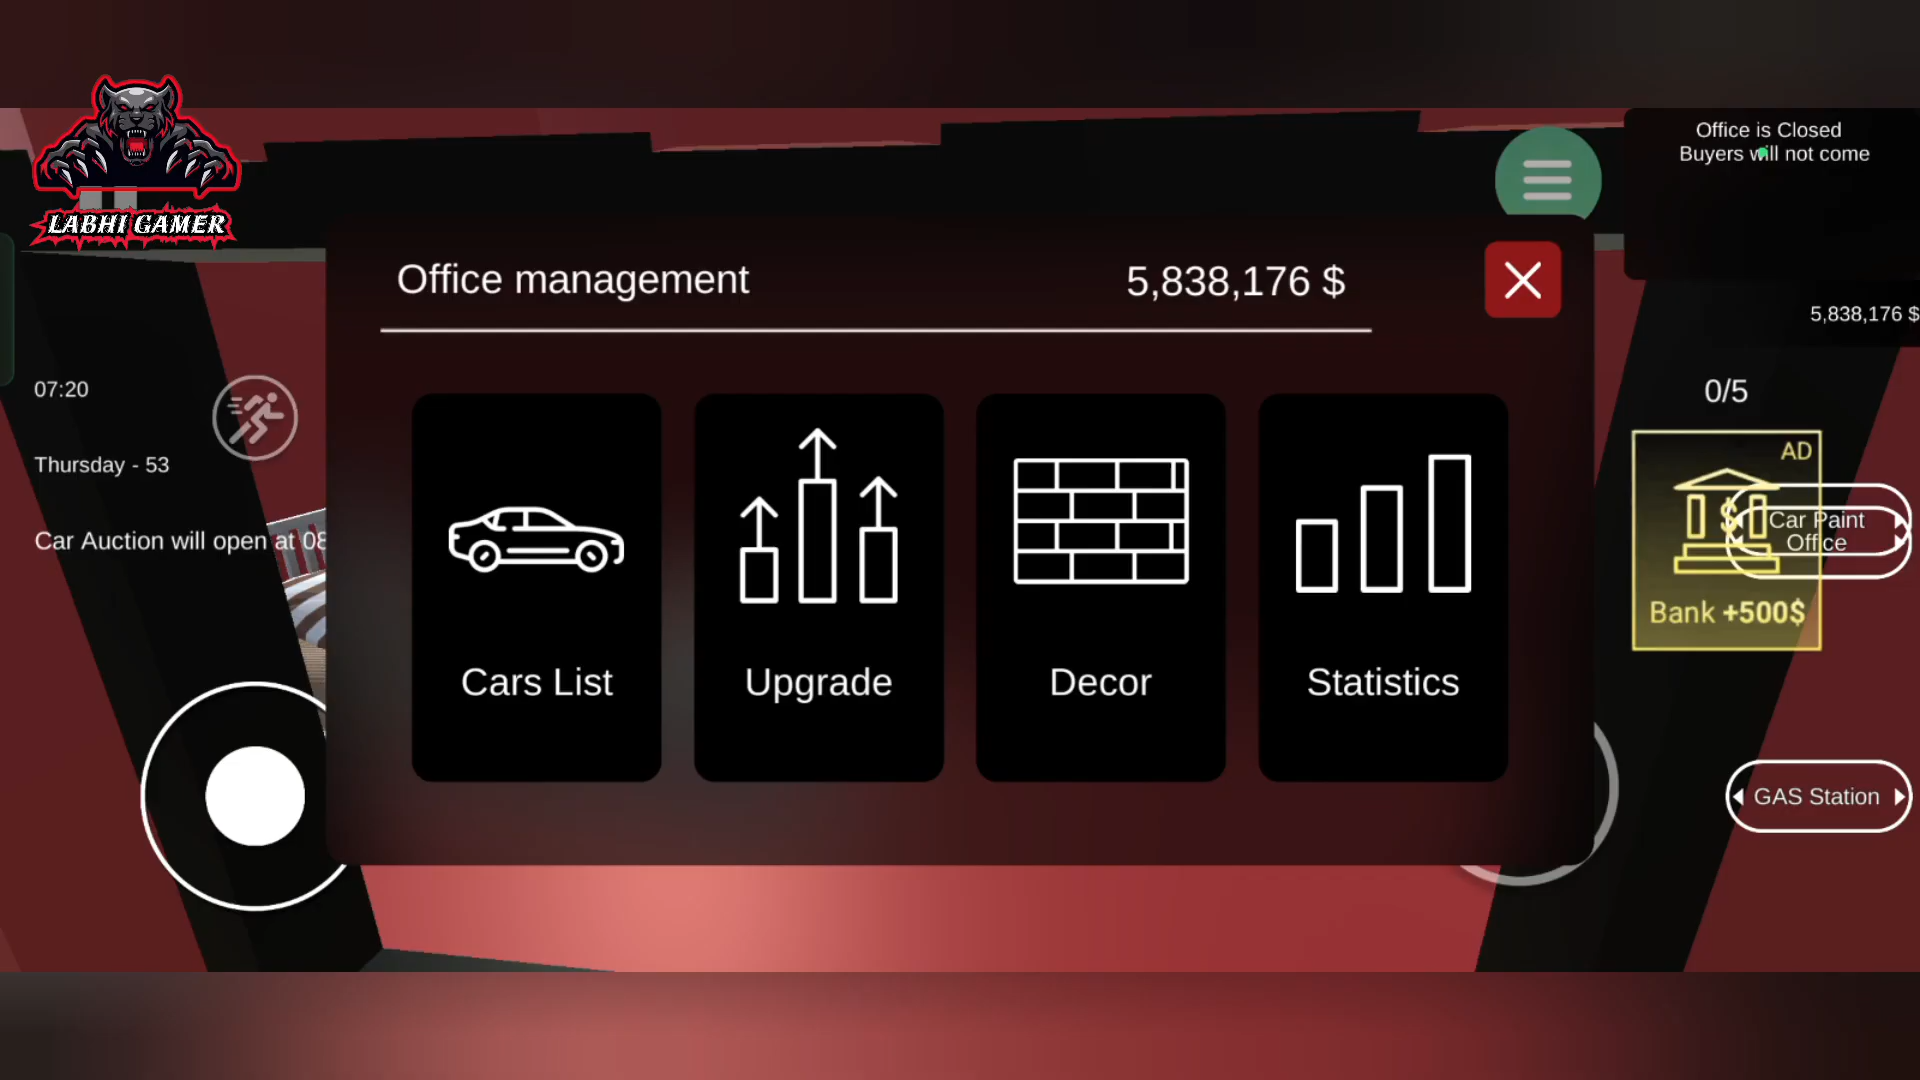 LABHI GAMER
Office is Closed
Buyers will not come
Office management
5,838,176 $
5,838,176 $
07:20
Thursday - 53
Car Auction will open at 08
0/5
AD
Car Paint
Office
Bank +500$
Cars List
Upgrade
Decor
Statistics
GAS Station